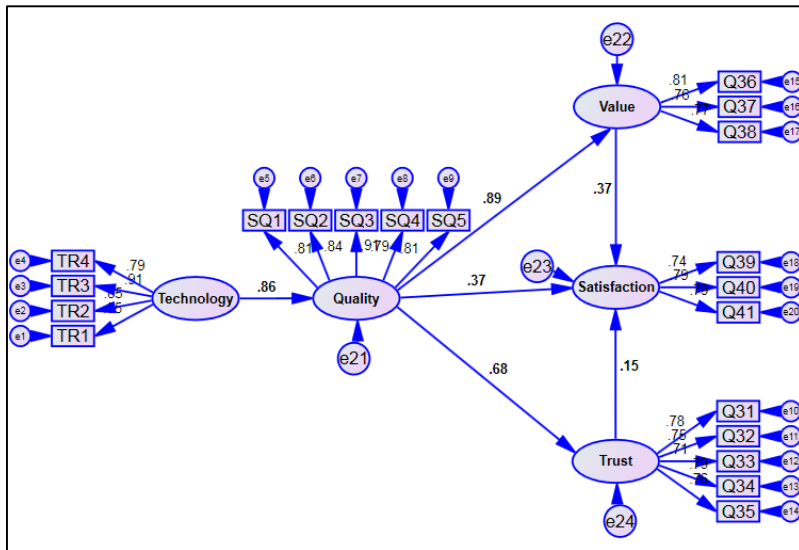 e22
.81
Q36
e15
.76
Q37
e16
Value
.77
Q38
e17
e5
e6
e7
e8
e9
.89
.37
SQ1
SQ2
SQ3
SQ4
SQ5
.81
.84
.79
.81
e4
TR4
.79
e3
TR3
.91
e2
TR2
.85
e1
TR1
Technology
.86
Quality
.37
e23
Satisfaction
.74
Q39
e18
.79
Q40
e19
Q41
e20
e21
.68
.15
.78
Q31
e10
.75
Q32
e11
.71
Q33
e12
Trust
Q34
e13
.76
Q35
e14
e24